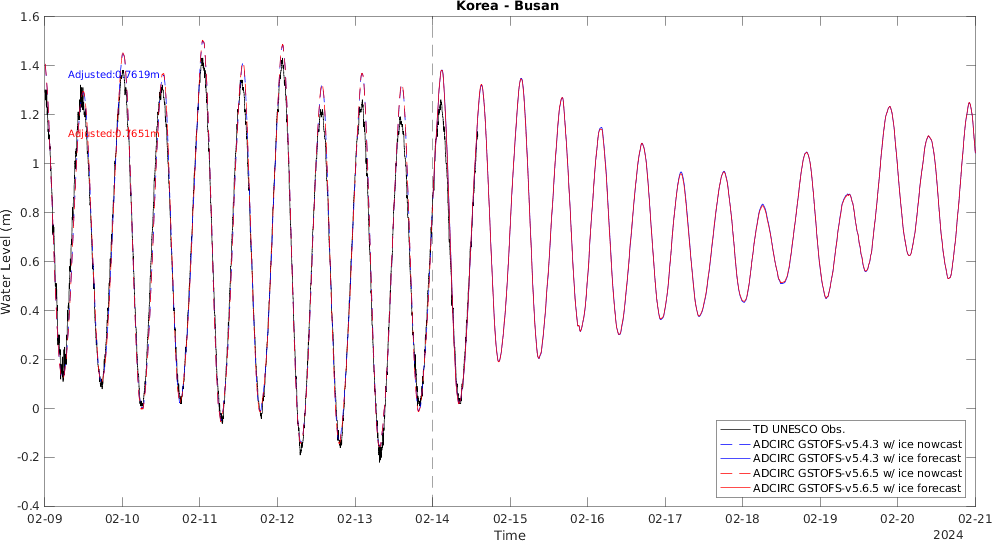 Korea - Busan
1.6
1.4
1.2
1
0.8
0.6
0.4
0.2
0
-0.2
-0.4
Water Level (m)
Adjusted:0.7619m
Adjusted:0.7651m
TD UNESCO Obs.
ADCIRC GSTOFS-v5.4.3 w/ ice nowcast
ADCIRC GSTOFS-v5.4.3 w/ ice forecast
ADCIRC GSTOFS-v5.6.5 w/ ice nowcast
ADCIRC GSTOFS-v5.6.5 w/ ice forecast
02-09 02-10 02-11 02-12 02-13 02-14 02-15 02-16 02-17 02-18 02-19 02-20 02-21
Time
2024